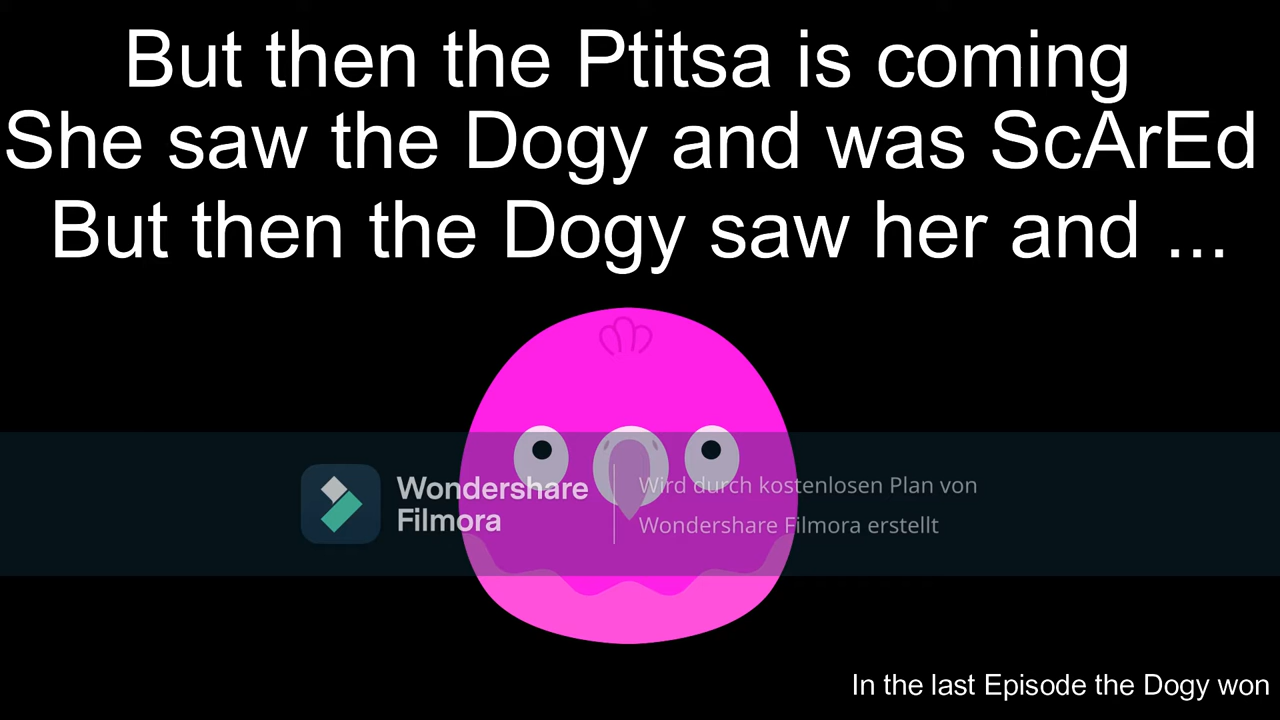 But then the Ptitsa is coming
She saw the Dogy and was ScArEd
But then the Dogy saw her and ...
Wondershare
Filmora
Wird durch kostenlosen Plan von
Wondershare Filmora erstellt
In the last Episode the Dogy won